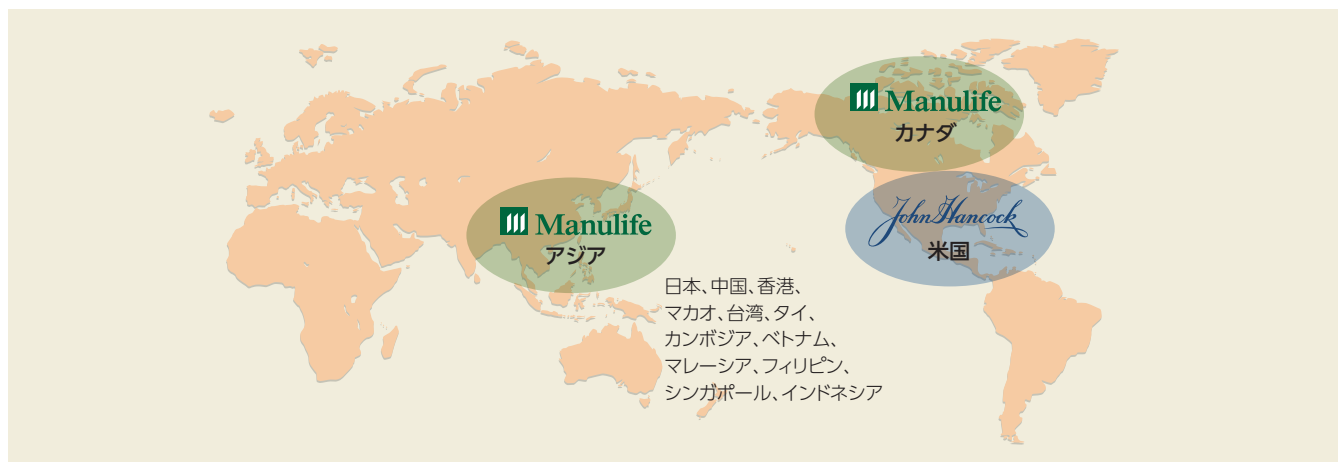 Manulife
カナダ
John Hancock
米国
Manulife
アジア
日本、中国、香港、
マカオ、台湾、タイ、
カンボジア、ベトナム、
マレーシア、フィリピン、
シンガポール、インドネシア